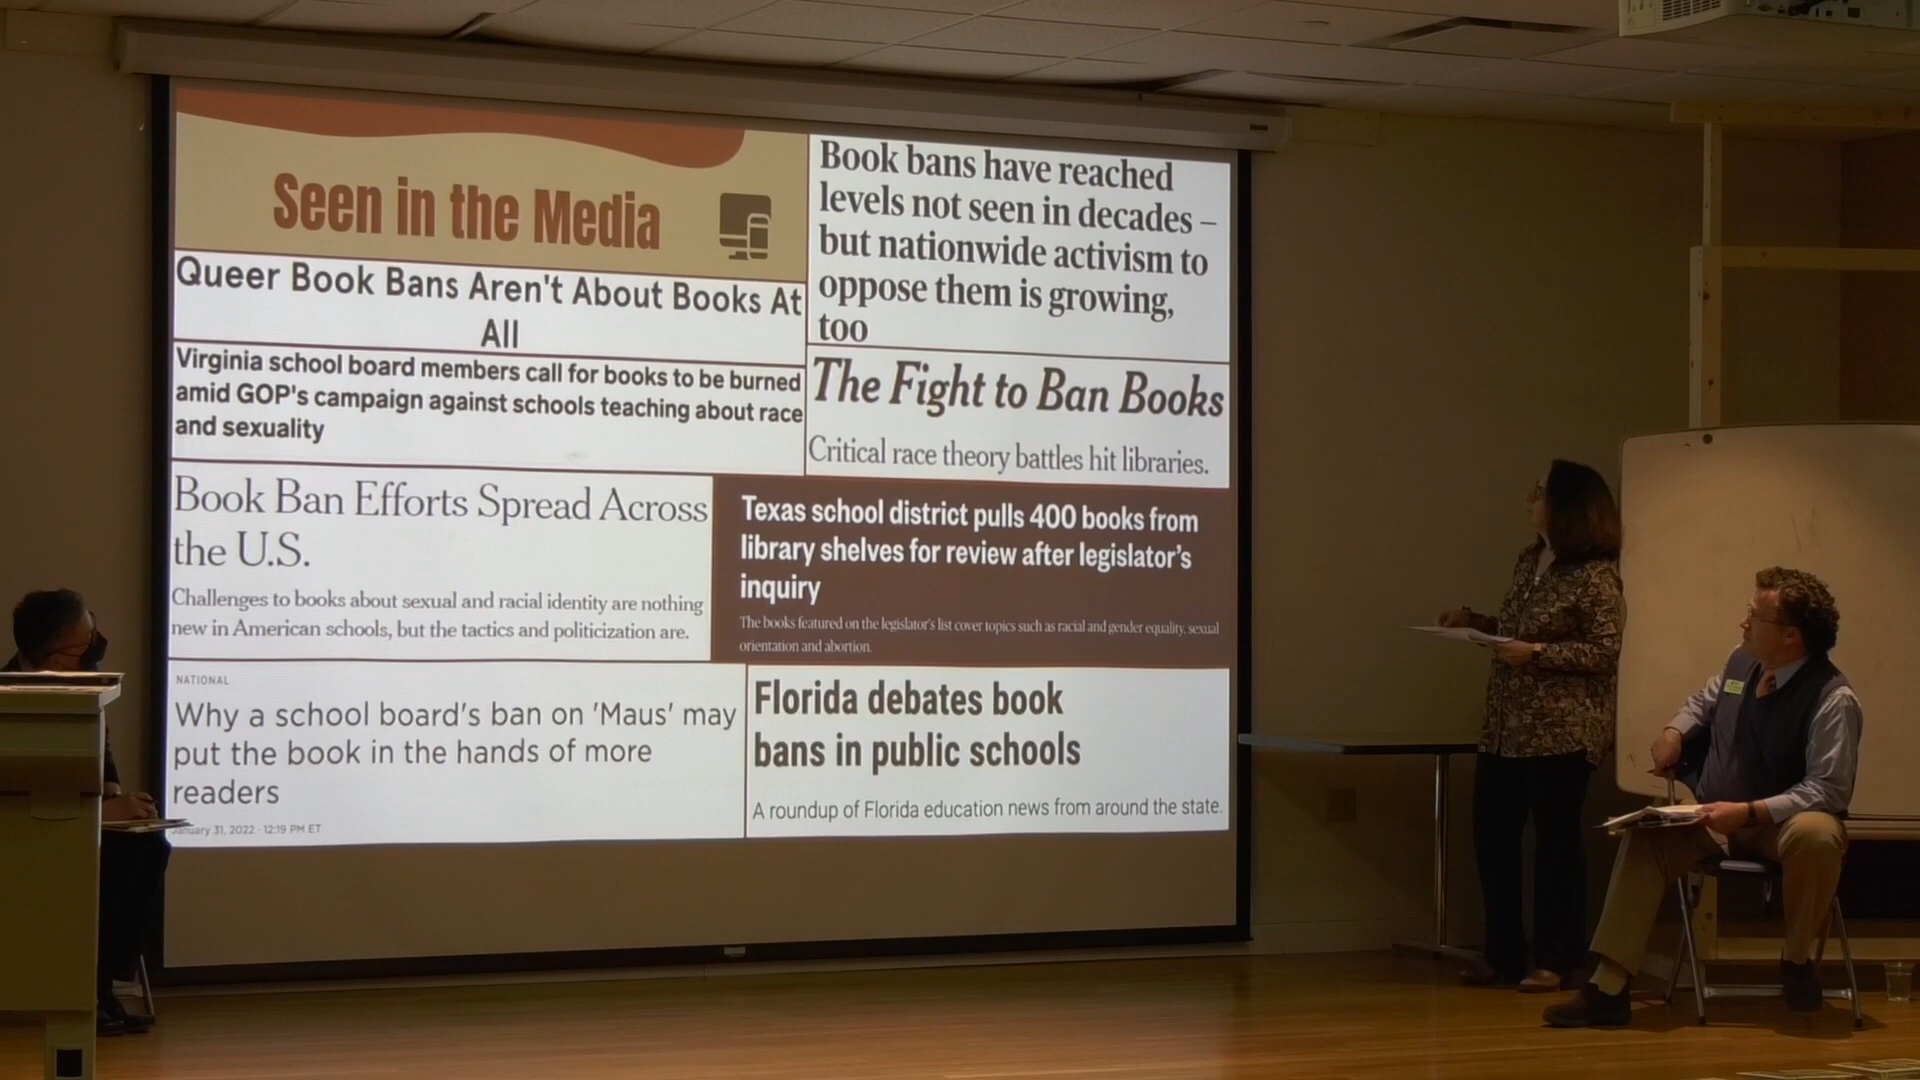 Seen in the Media
Queer Book Bans Aren't About Books At
All
Virginia school board members call for books to be burned
amid GOP's campaign against schools teaching about race
and sexuality
Book bans have reached
levels not seen in decades –
but nationwide activism to
oppose them is growing,
too
The Fight to Ban Books
Critical race theory battles hit libraries.
Book Ban Efforts Spread Across
the U.S.
Challenges to books about sexual and racial identity are nothing
new in American schools, but the tactics and politicization are.
Texas school district pulls 400 books from
library shelves for review after legislator's
inquiry
The books featured on the legislator's list cover topics such as racial and gender equality, sexual
orientation and abortion.
NATIONAL
Why a school board's ban on 'Maus' may
put the book in the hands of more
readers
January 31, 2022 · 12:19 PM ET
Florida debates book
bans in public schools
A roundup of Florida education news from around the state.